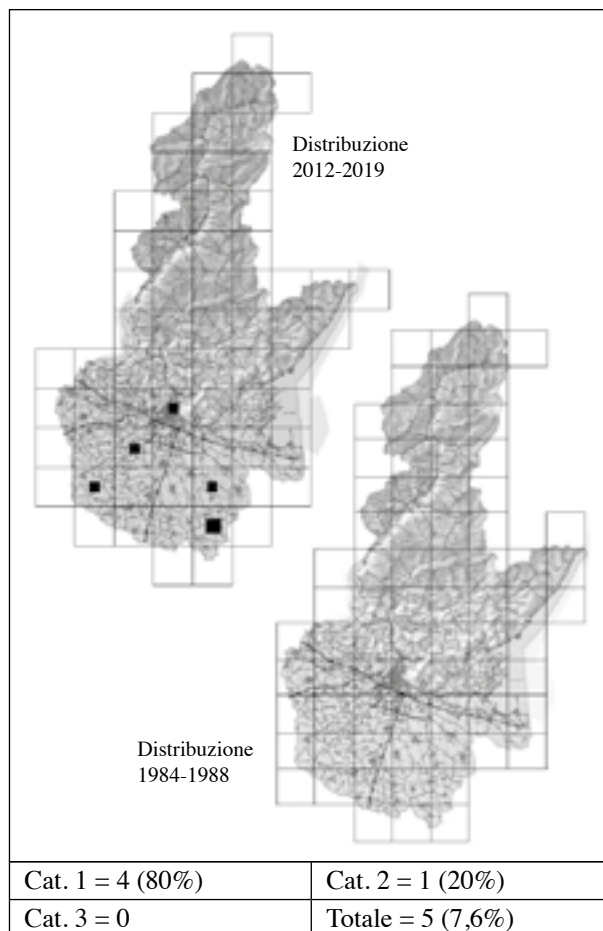 Distribuzione
2012-2019
Distribuzione
1984-1988
Cat. 1 = 4 (80%)
Cat. 2 = 1 (20%)
Cat. 3 = 0
Totale = 5 (7,6%)